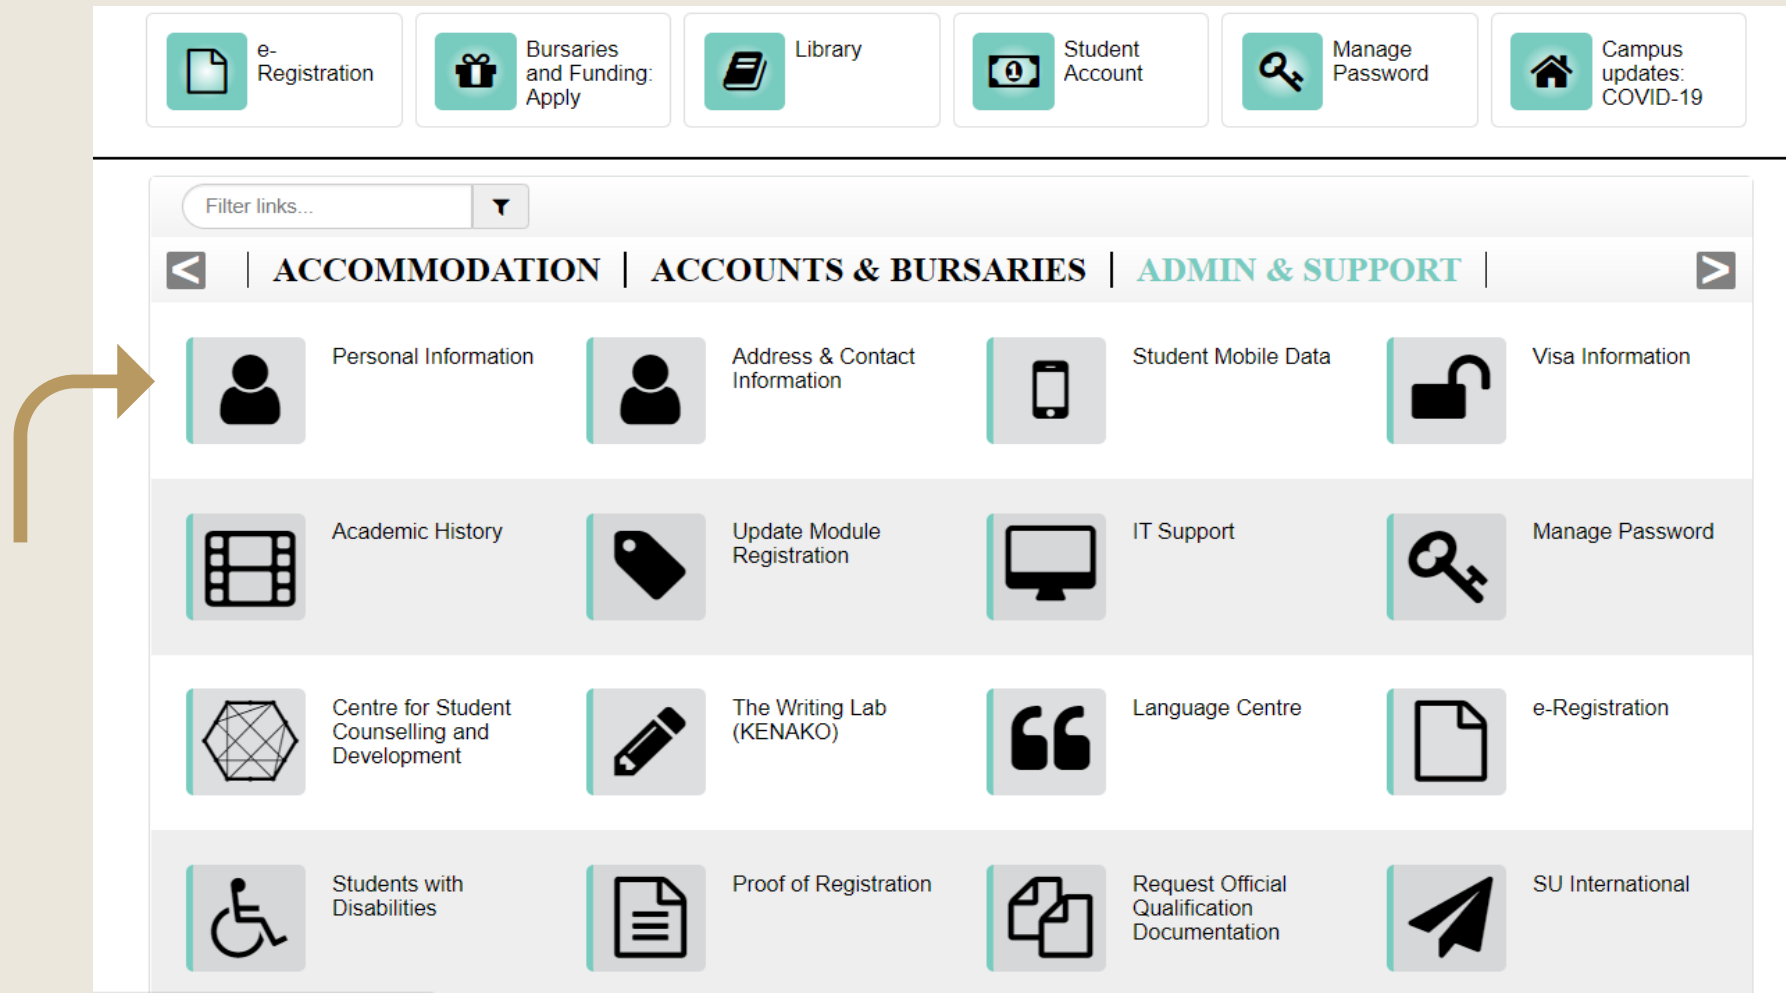 e-
Registration
Bursaries
and Funding:
Apply
Library
Student
Account
Manage
Password
Campus
updates:
COVID-19
Filter links...
< ACCOMMODATION ACCOUNTS & BURSARIES ADMIN & SUPPORT >
Personal Information
Address & Contact
Information
Student Mobile Data
Visa Information
Academic History
Update Module
Registration
IT Support
Manage Password
Centre for Student
Counselling and
Development
The Writing Lab
(KENAKO)
Language Centre
e-Registration
Students with
Disabilities
Proof of Registration
Request Official
Qualification
Documentation
SU International